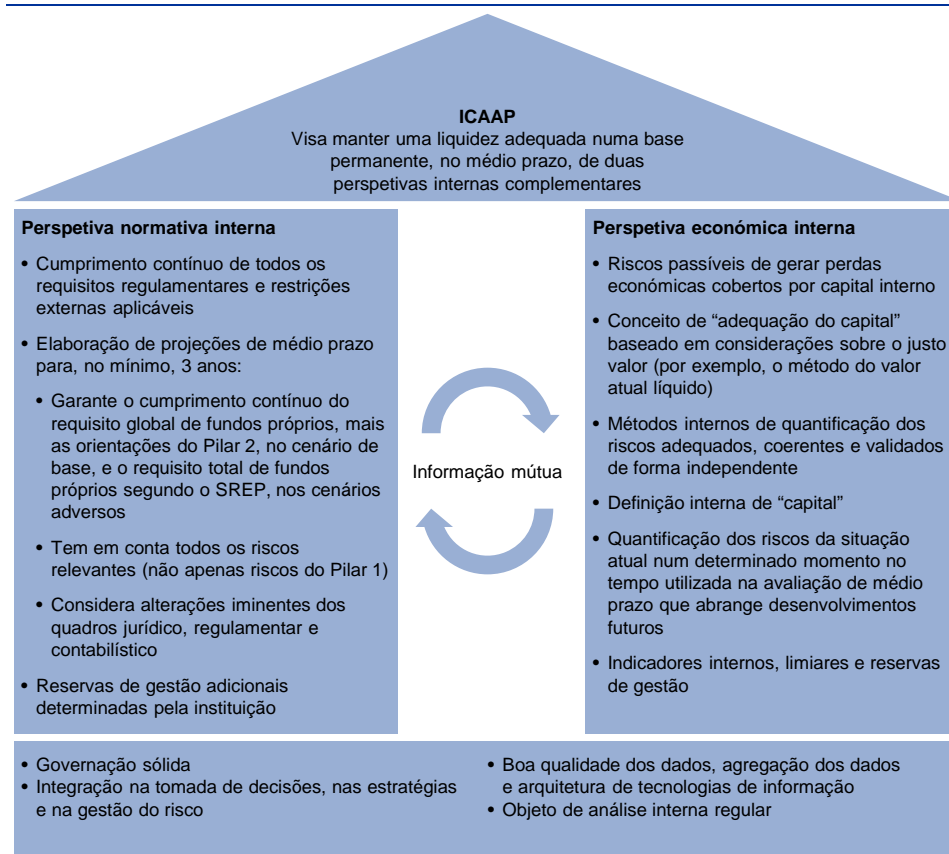 ICAAP
Visa manter uma liquidez adequada numa base
permanente, no médio prazo, de duas
perspetivas internas complementares
Perspetiva normativa interna
• Cumprimento contínuo de todos os
requisitos regulamentares e restrições
externas aplicáveis
• Elaboração de projeções de médio prazo
para, no mínimo, 3 anos:
• Garante o cumprimento contínuo do
requisito global de fundos próprios, mais
as orientações do Pilar 2, no cenário de
base, e o requisito total de fundos
próprios segundo o SREP, nos cenários
adversos
• Tem em conta todos os riscos
relevantes (não apenas riscos do Pilar 1)
• Considera alterações iminentes dos
quadros jurídico, regulamentar e
contabilístico
• Reservas de gestão adicionais
determinadas pela instituição
Informação mútua
Perspetiva económica interna
• Riscos passíveis de gerar perdas
económicas cobertos por capital interno
• Conceito de “adequação do capital”
baseado em considerações sobre o justo
valor (por exemplo, o método do valor
atual líquido)
• Métodos internos de quantificação dos
riscos adequados, coerentes e validados
de forma independente
• Definição interna de “capital”
• Quantificação dos riscos da situação
atual num determinado momento no
tempo utilizada na avaliação de médio
prazo que abrange desenvolvimentos
futuros
• Indicadores internos, limiares e reservas
de gestão
• Governação sólida
• Integração na tomada de decisões, nas estratégias
e na gestão do risco
• Boa qualidade dos dados, agregação dos dados
e arquitetura de tecnologias de informação
• Objeto de análise interna regular